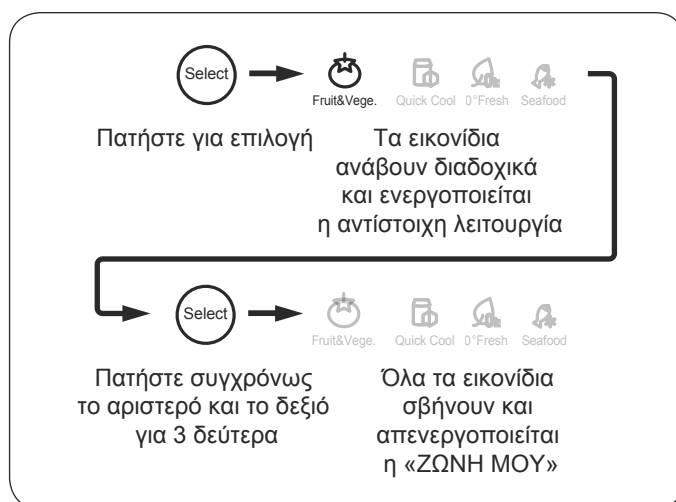 Select
Fruit&Vege. Quick Cool 0°Fresh Seafood
Πατήστε για επιλογή
Τα εικονίδια
ανάβουν διαδοχικά
και ενεργοποιείται
η αντίστοιχη λειτουργία
Select
Fruit&Vege. Quick Cool 0°Fresh Seafood
Πατήστε συγχρόνως
το αριστερό και το δεξιό
για 3 δεύτερα
Όλα τα εικονίδια
σβήνουν και
απενεργοποιείται
η «ΖΩΝΗ ΜΟΥ»